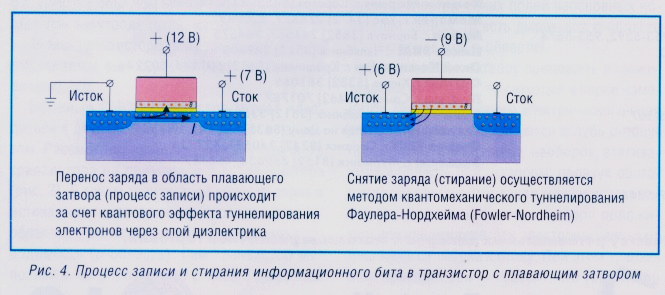 + (12 В)
+ (7 В)
Исток
Сток
I
Перенос заряда в область плавающего
затвора (процесс записи) происходит
за счет квантового эффекта туннелирования
электронов через слой диэлектрика
– (9 В)
+ (6 В)
Исток
Сток
Снятие заряда (стирание) осуществляется
методом квантомеханического туннелирования
Фаулера-Нордхейма (Fowler-Nordheim)
Рис. 4. Процесс записи и стирания информационного бита в транзистор с плавающим затвором